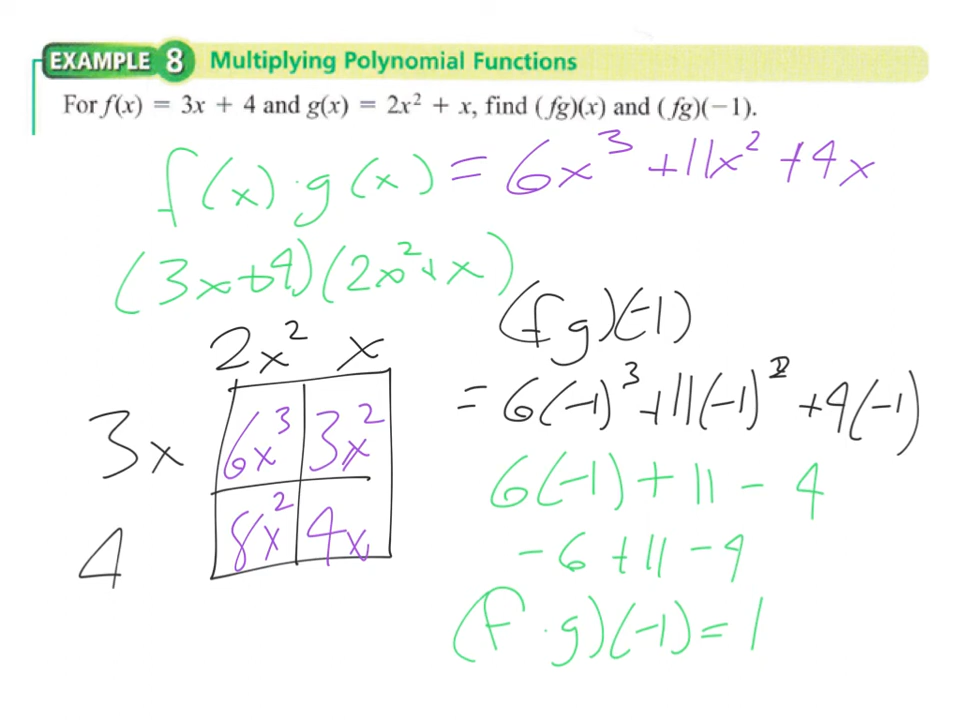 EXAMPLE 8 Multiplying Polynomial Functions
For f(x) = 3x + 4 and g(x) = 2x² + x, find (fg)(x) and (fg)(−1).
f(x)·g(x) = 6x³ + 11x² + 4x
(3x+4)(2x²+x)
2x² x
3x 6x³ 3x²
4 8x² 4x
(fg)(-1)
= 6(-1)³ + 11(-1)² + 4(-1)
6(-1) + 11 - 4
-6 + 11 - 4
(f·g)(-1) = 1